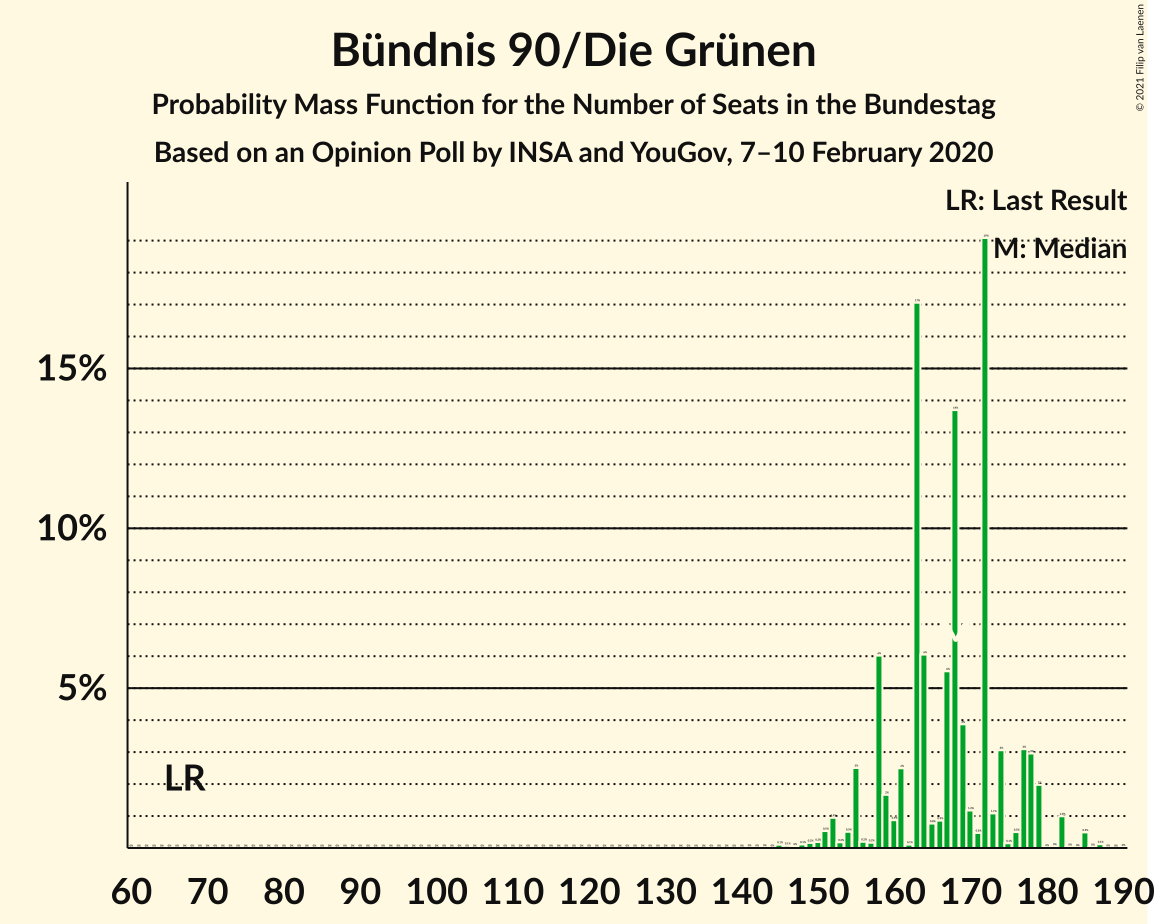 Bündnis 90/Die Grünen
Probability Mass Function for the Number of Seats in the Bundestag
Based on an Opinion Poll by INSA and YouGov, 7–10 February 2020
© 2021 Filip van Laenen
LR: Last Result
M: Median
15%
10%
5%
LR
60 70 80 90 100 110 120 130 140 150 160 170 180 190